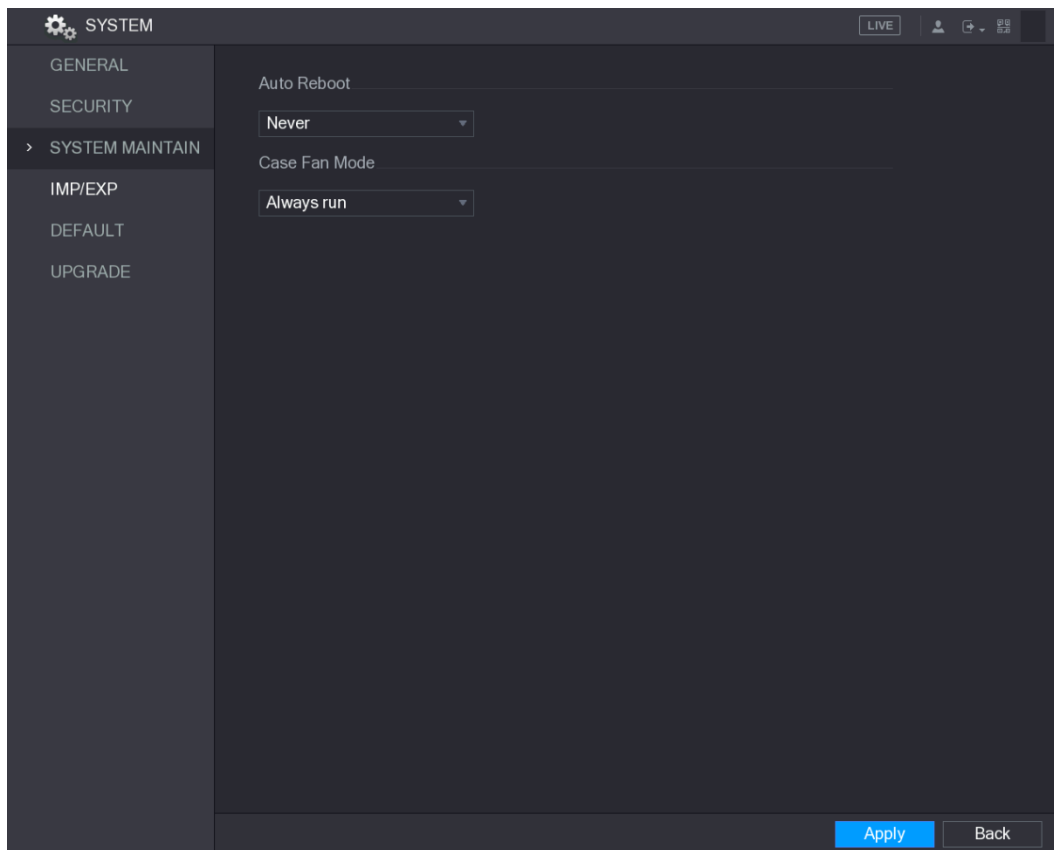 SYSTEM
LIVE
GENERAL
SECURITY
SYSTEM MAINTAIN
IMP/EXP
DEFAULT
UPGRADE
Auto Reboot
Never
Case Fan Mode
Always run
Apply
Back